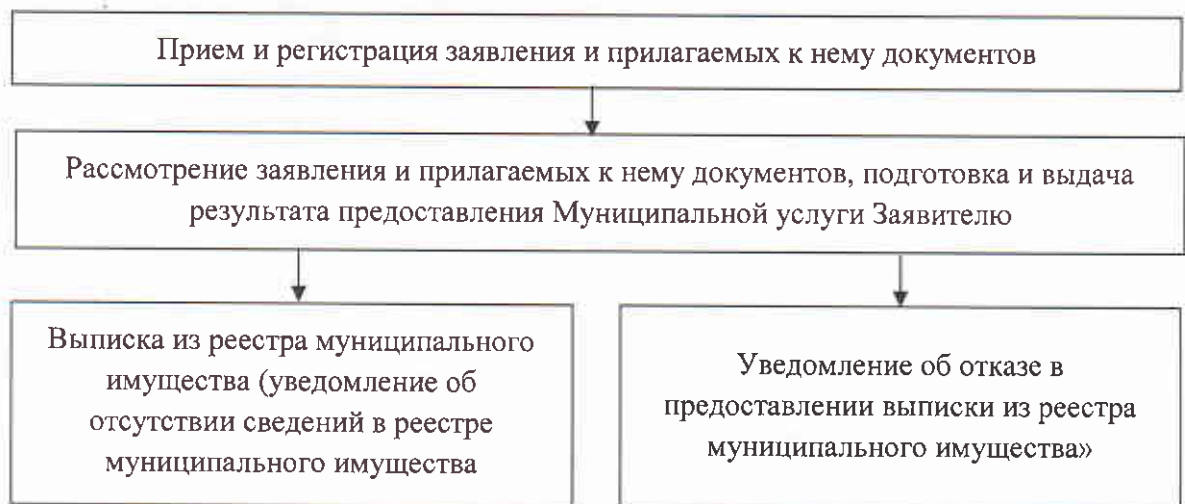 Прием и регистрация заявления и прилагаемых к нему документов
Рассмотрение заявления и прилагаемых к нему документов, подготовка и выдача
результата предоставления Муниципальной услуги Заявителю
Выписка из реестра муниципального
имущества (уведомление об
отсутствии сведений в реестре
муниципального имущества
Уведомление об отказе в
предоставлении выписки из реестра
муниципального имущества»